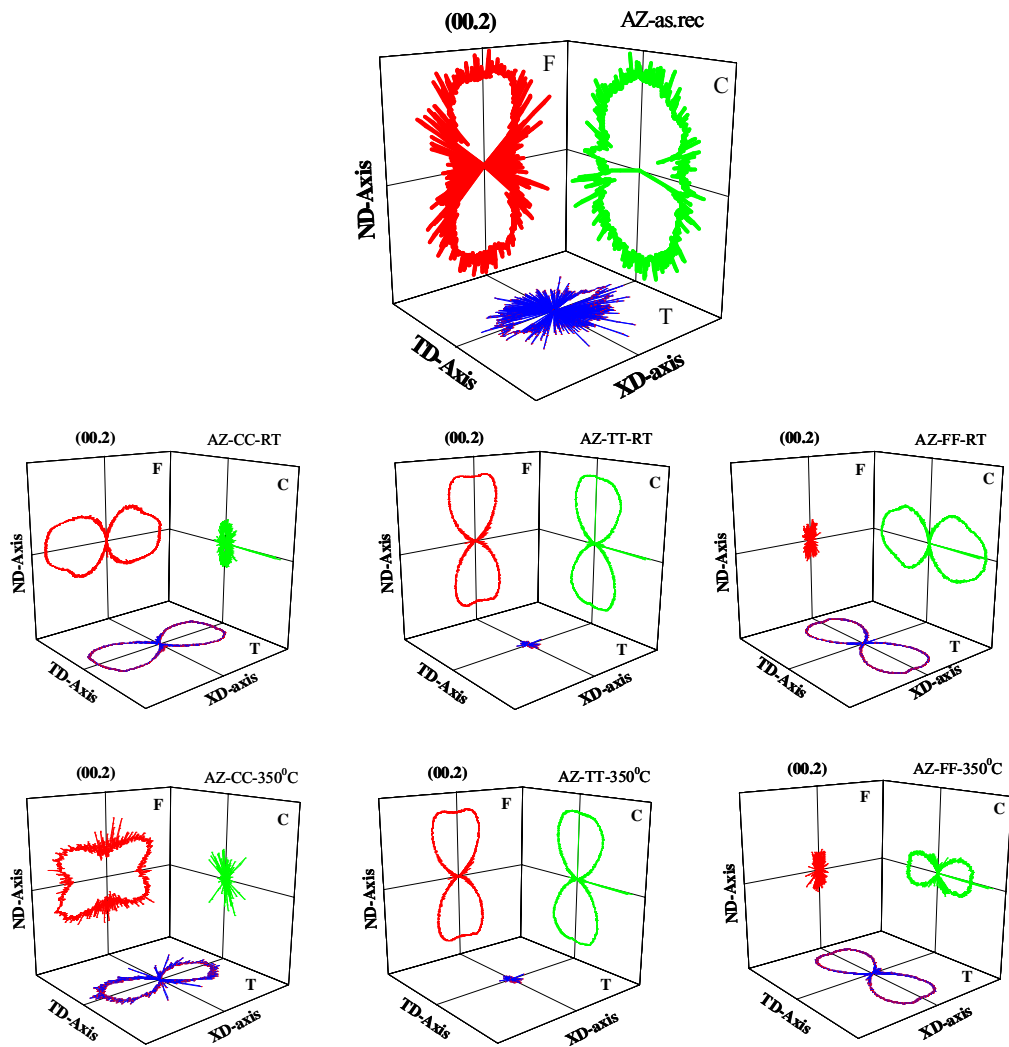 (00.2) AZ-as.rec
F
C
ND-Axis
T
TD-Axis
XD-axis
(00.2) AZ-CC-RT
F
C
ND-Axis
T
TD-Axis
XD-axis
(00.2) AZ-TT-RT
F
C
ND-Axis
T
TD-Axis
XD-axis
(00.2) AZ-FF-RT
F
C
ND-Axis
T
TD-Axis
XD-axis
(00.2) AZ-CC-350⁰C
F
C
ND-Axis
T
TD-Axis
XD-axis
(00.2) AZ-TT-350⁰C
F
C
ND-Axis
T
TD-Axis
XD-axis
(00.2) AZ-FF-350⁰C
F
C
ND-Axis
T
TD-Axis
XD-axis